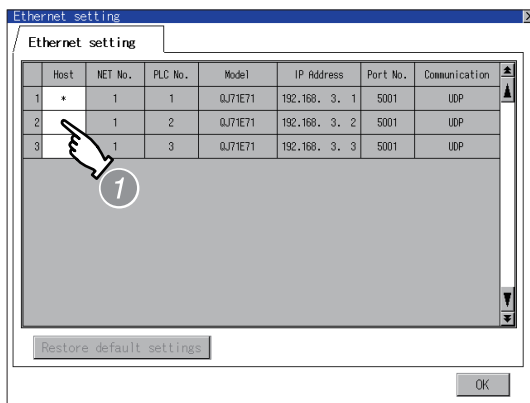 Ethernet setting
Ethernet setting
Host NET No. PLC No. Model IP Address Port No. Communication
1 * 1 1 QJ71E71 192.168. 3. 1 5001 UDP
2 1 2 QJ71E71 192.168. 3. 2 5001 UDP
3 1 3 QJ71E71 192.168. 3. 3 5001 UDP
1
Restore default settings
OK